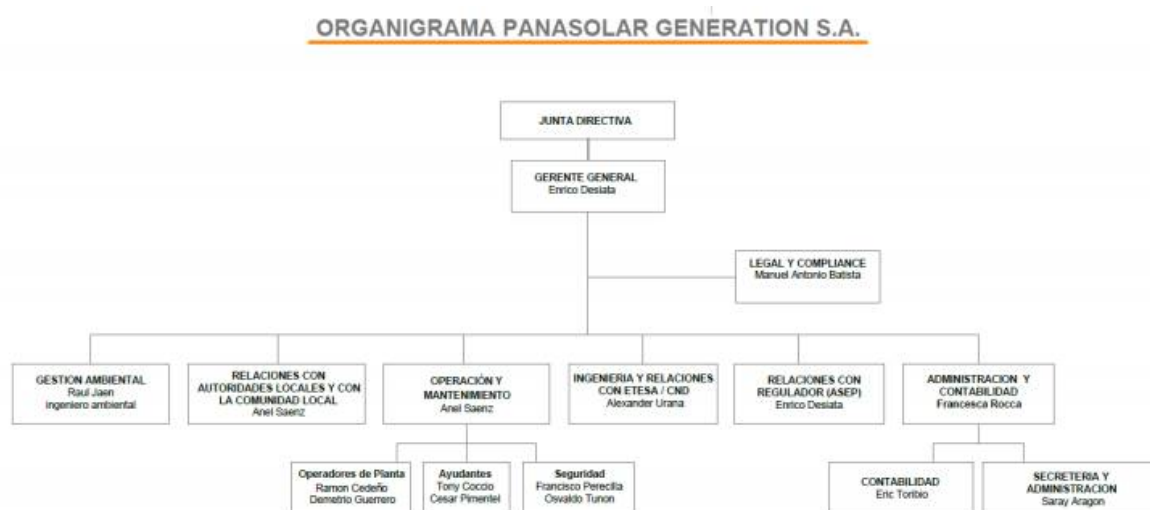 ORGANIGRAMA PANASOLAR GENERATION S.A.
JUNTA DIRECTIVA
GERENTE GENERAL
Enrico Desiata
LEGAL Y COMPLIANCE
Manuel Antonio Batista
GESTION AMBIENTAL
Raul Jaen
ingeniero ambiental
RELACIONES CON
AUTORIDADES LOCALES Y CON
LA COMUNIDAD LOCAL
Anel Saenz
OPERACIÓN Y
MANTENIMIENTO
Anel Saenz
INGENIERIA Y RELACIONES
CON ETESA / CND
Alexander Urana
RELACIONES CON
REGULADOR (ASEP)
Enrico Desiata
ADMINISTRACION Y
CONTABILIDAD
Francesca Rocca
Operadores de Planta
Ramon Cedeño
Demetrio Guerrero
Ayudantes
Tony Coccio
Cesar Pimentel
Seguridad
Francisco Perecilla
Osvaldo Tunon
CONTABILIDAD
Eric Toribio
SECRETERIA Y
ADMINISTRACION
Saray Aragon